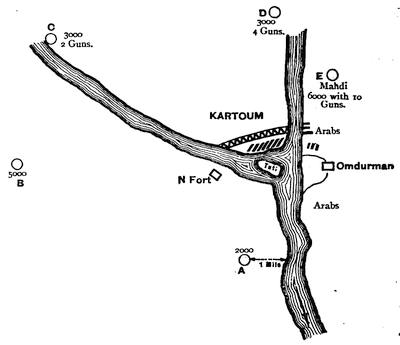 D
3000
4 Guns.
C
3000
2 Guns.
E
Mahdi
6000 with 10
Guns.
KARTOUM
Arabs
Tuti
Omdurman
N Fort
B
5000
Arabs
2000
A
1 Mile